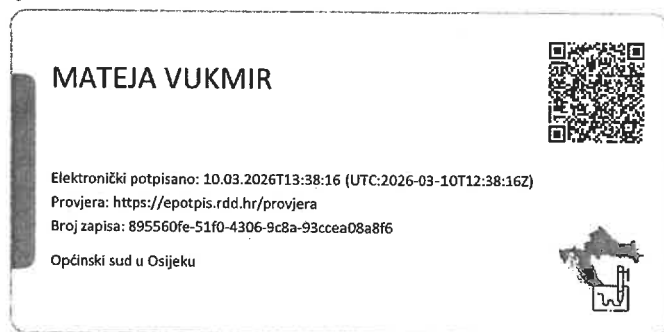 MATEJA VUKMIR
Elektronički potpisano: 10.03.2026T13:38:16 (UTC:2026-03-10T12:38:16Z)
Provjera: https://epotpis.rdd.hr/provjera
Broj zapisa: 895560fe-51f0-4306-9c8a-93ccea08a8f6
Općinski sud u Osijeku